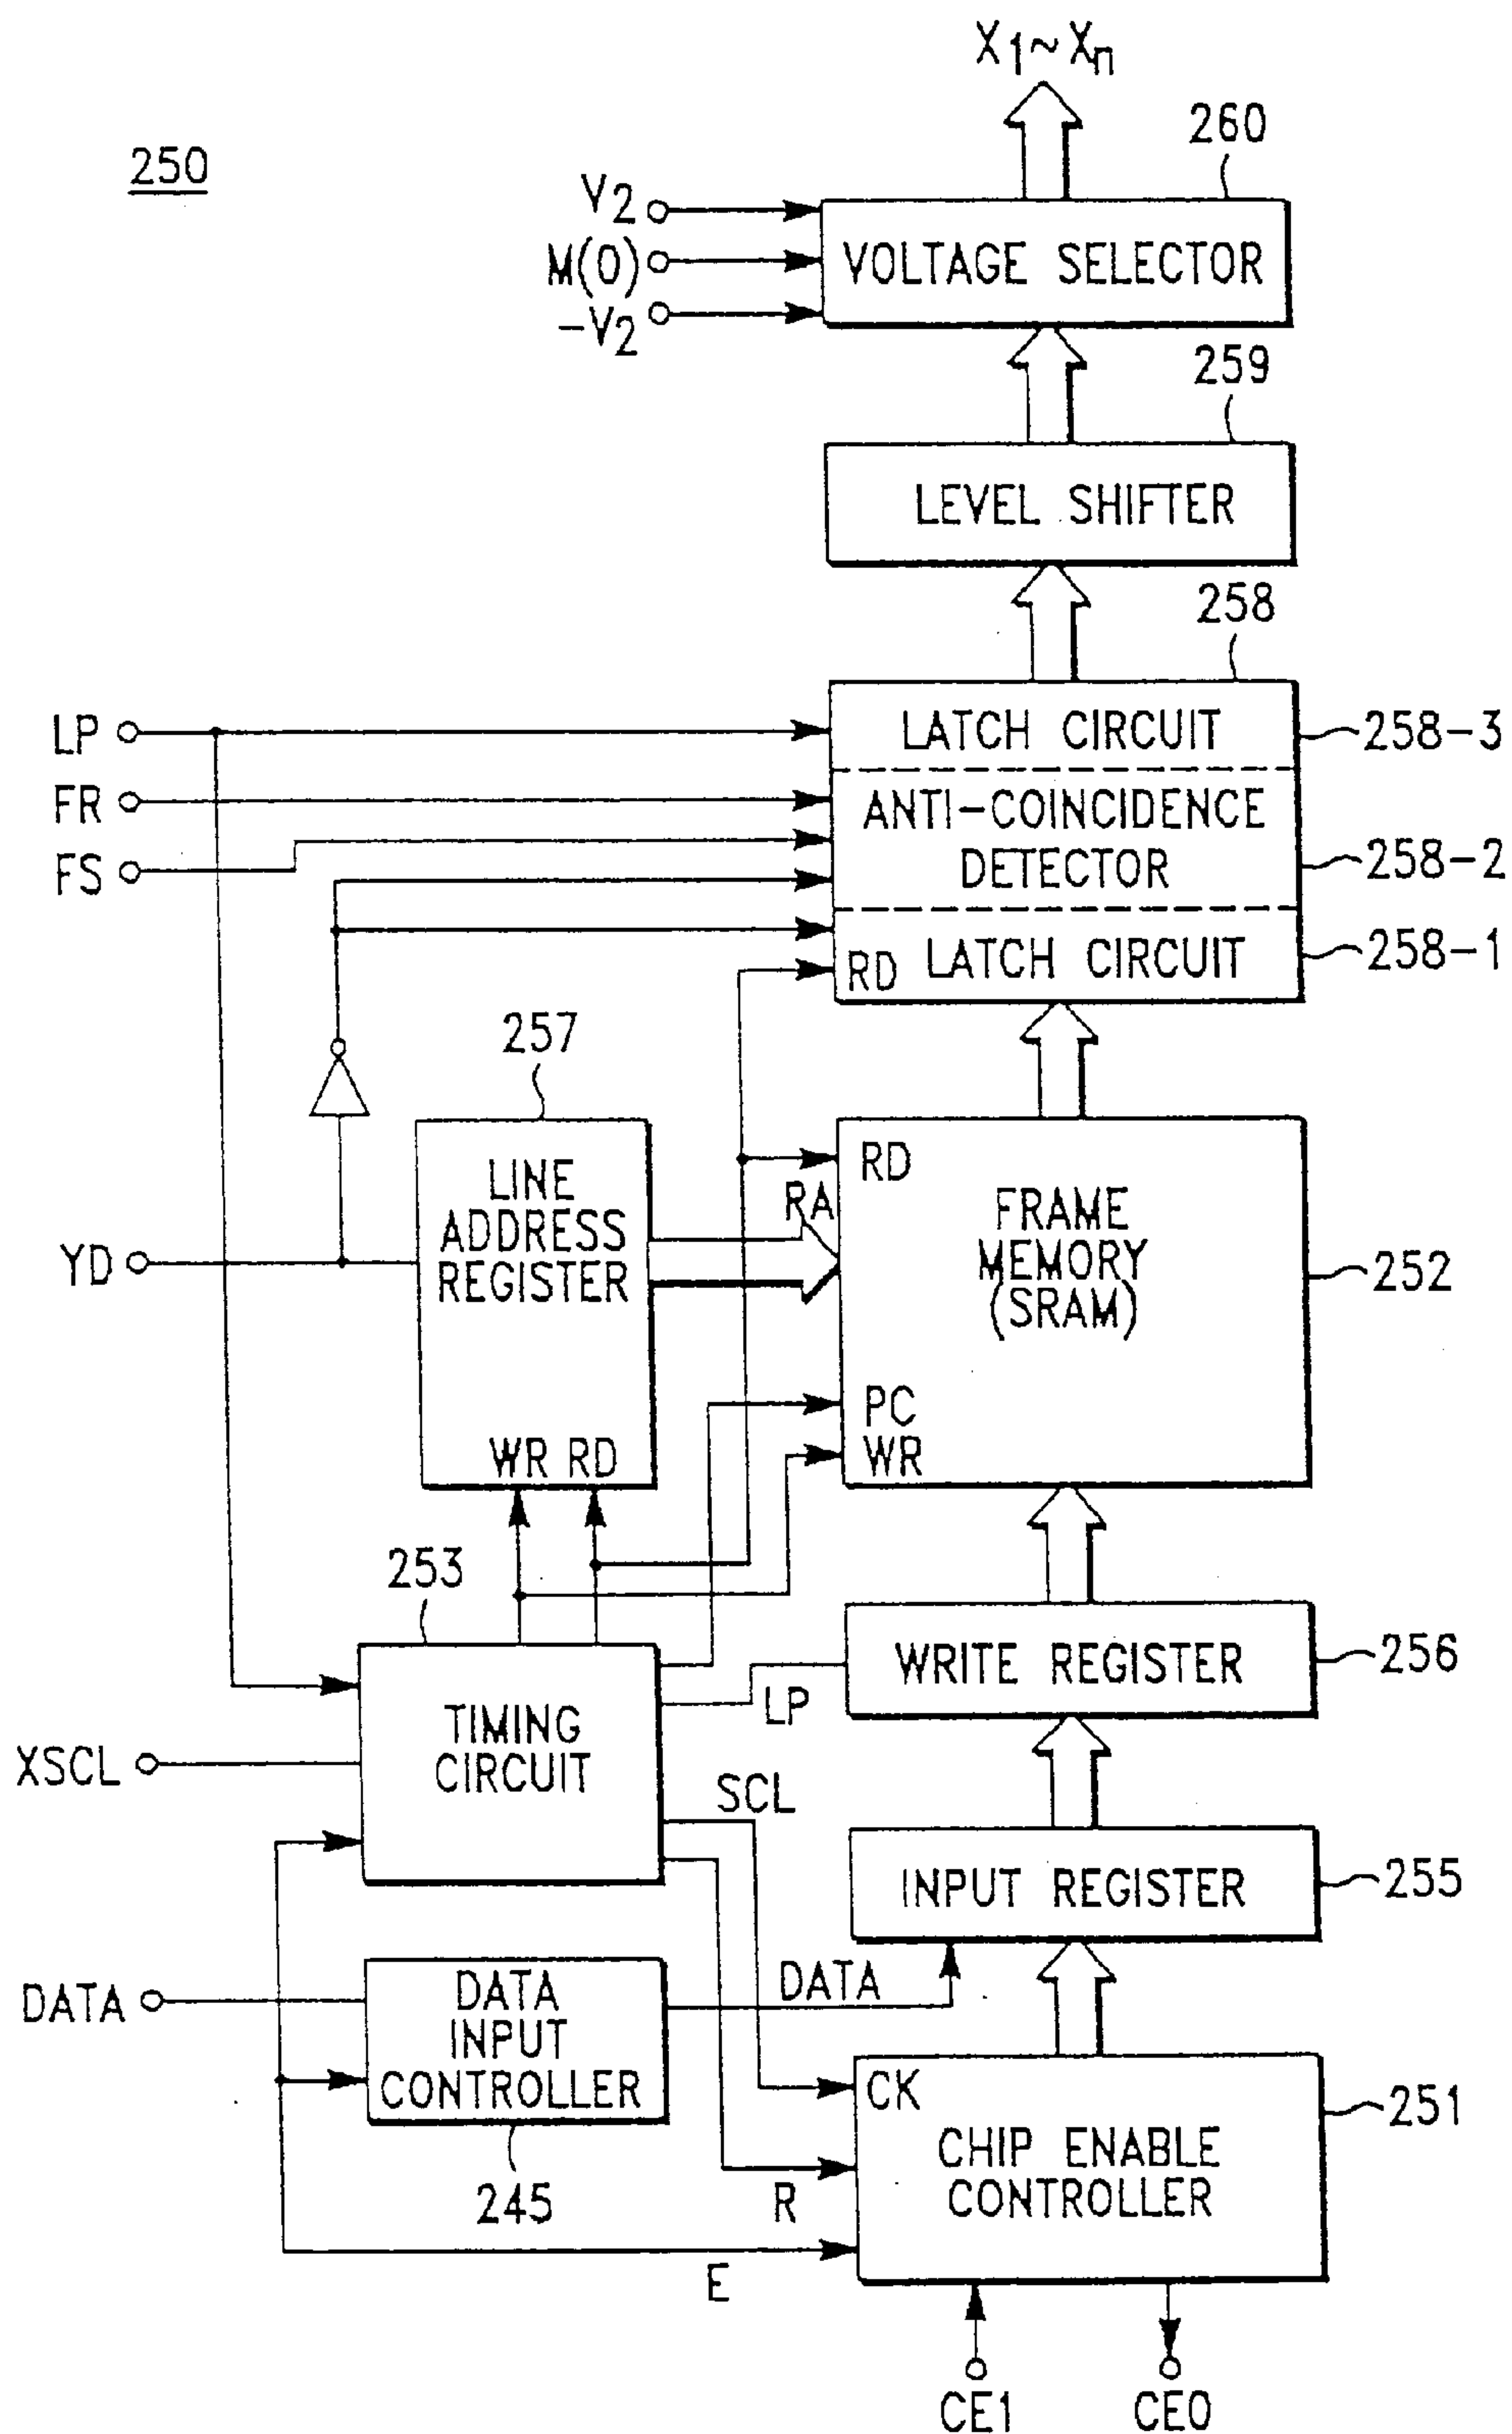 X1~Xn
250
260
V2
M(0)
-V2
VOLTAGE SELECTOR
259
LEVEL SHIFTER
258
LP
FR
FS
LATCH CIRCUIT
258-3
ANTI-COINCIDENCE
DETECTOR
258-2
RD LATCH CIRCUIT
258-1
257
LINE
ADDRESS
REGISTER
WR RD
YD
RA
RD
FRAME
MEMORY
(SRAM)
PC
WR
252
253
TIMING
CIRCUIT
XSCL
LP
WRITE REGISTER
256
SCL
INPUT REGISTER
255
DATA
DATA
INPUT
CONTROLLER
245
DATA
CK
CHIP ENABLE
CONTROLLER
251
R
E
CE1
CE0